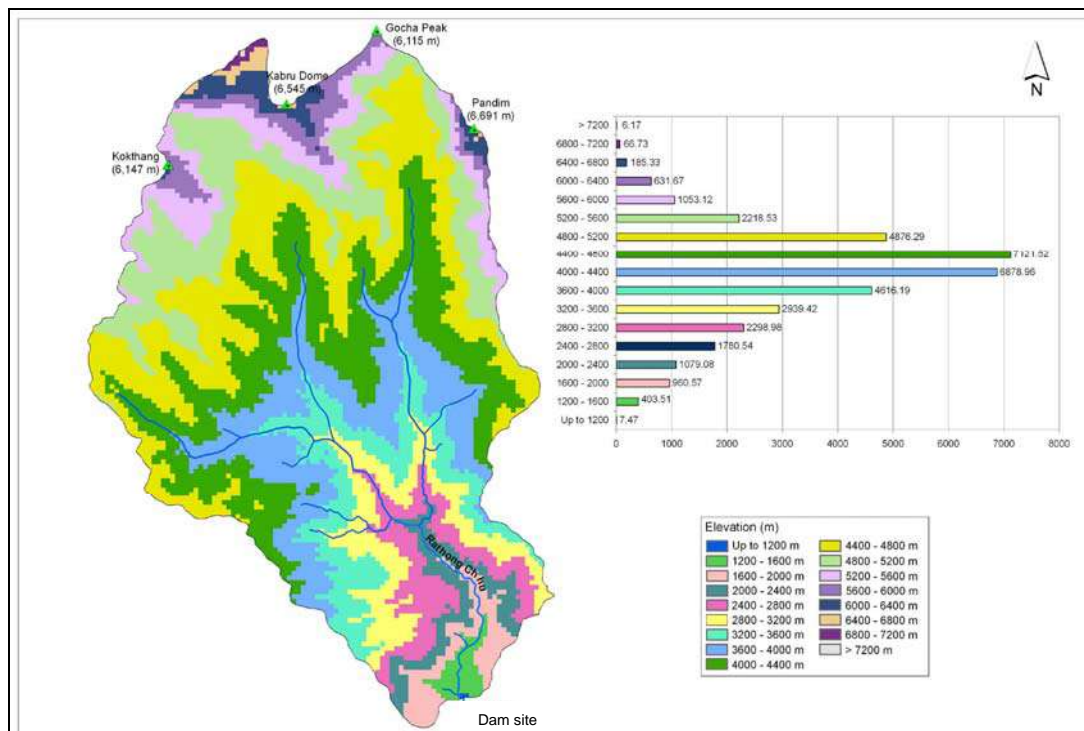 Gocha Peak
(6,115 m)
Kabru Dome
(6,545 m)
Pandim
(6,691 m)
Kokthang
(6,147 m)
N
> 7200 6.17
6800 - 7200 66.73
6400 - 6800 185.33
6000 - 6400 631.67
5600 - 6000 1053.12
5200 - 5600 2218.53
4800 - 5200 4876.29
4400 - 4800 7121.62
4000 - 4400 6878.96
3600 - 4000 4616.19
3200 - 3600 2939.42
2800 - 3200 2298.98
2400 - 2800 1780.54
2000 - 2400 1079.08
1600 - 2000 960.57
1200 - 1600 403.51
Up to 1200 7.47
0 1000 2000 3000 4000 5000 6000 7000 8000
Rathong Chhu
Elevation (m)
Up to 1200 m
1200 - 1600 m
1600 - 2000 m
2000 - 2400 m
2400 - 2800 m
2800 - 3200 m
3200 - 3600 m
3600 - 4000 m
4000 - 4400 m
4400 - 4800 m
4800 - 5200 m
5200 - 5600 m
5600 - 6000 m
6000 - 6400 m
6400 - 6800 m
6800 - 7200 m
> 7200 m
Dam site